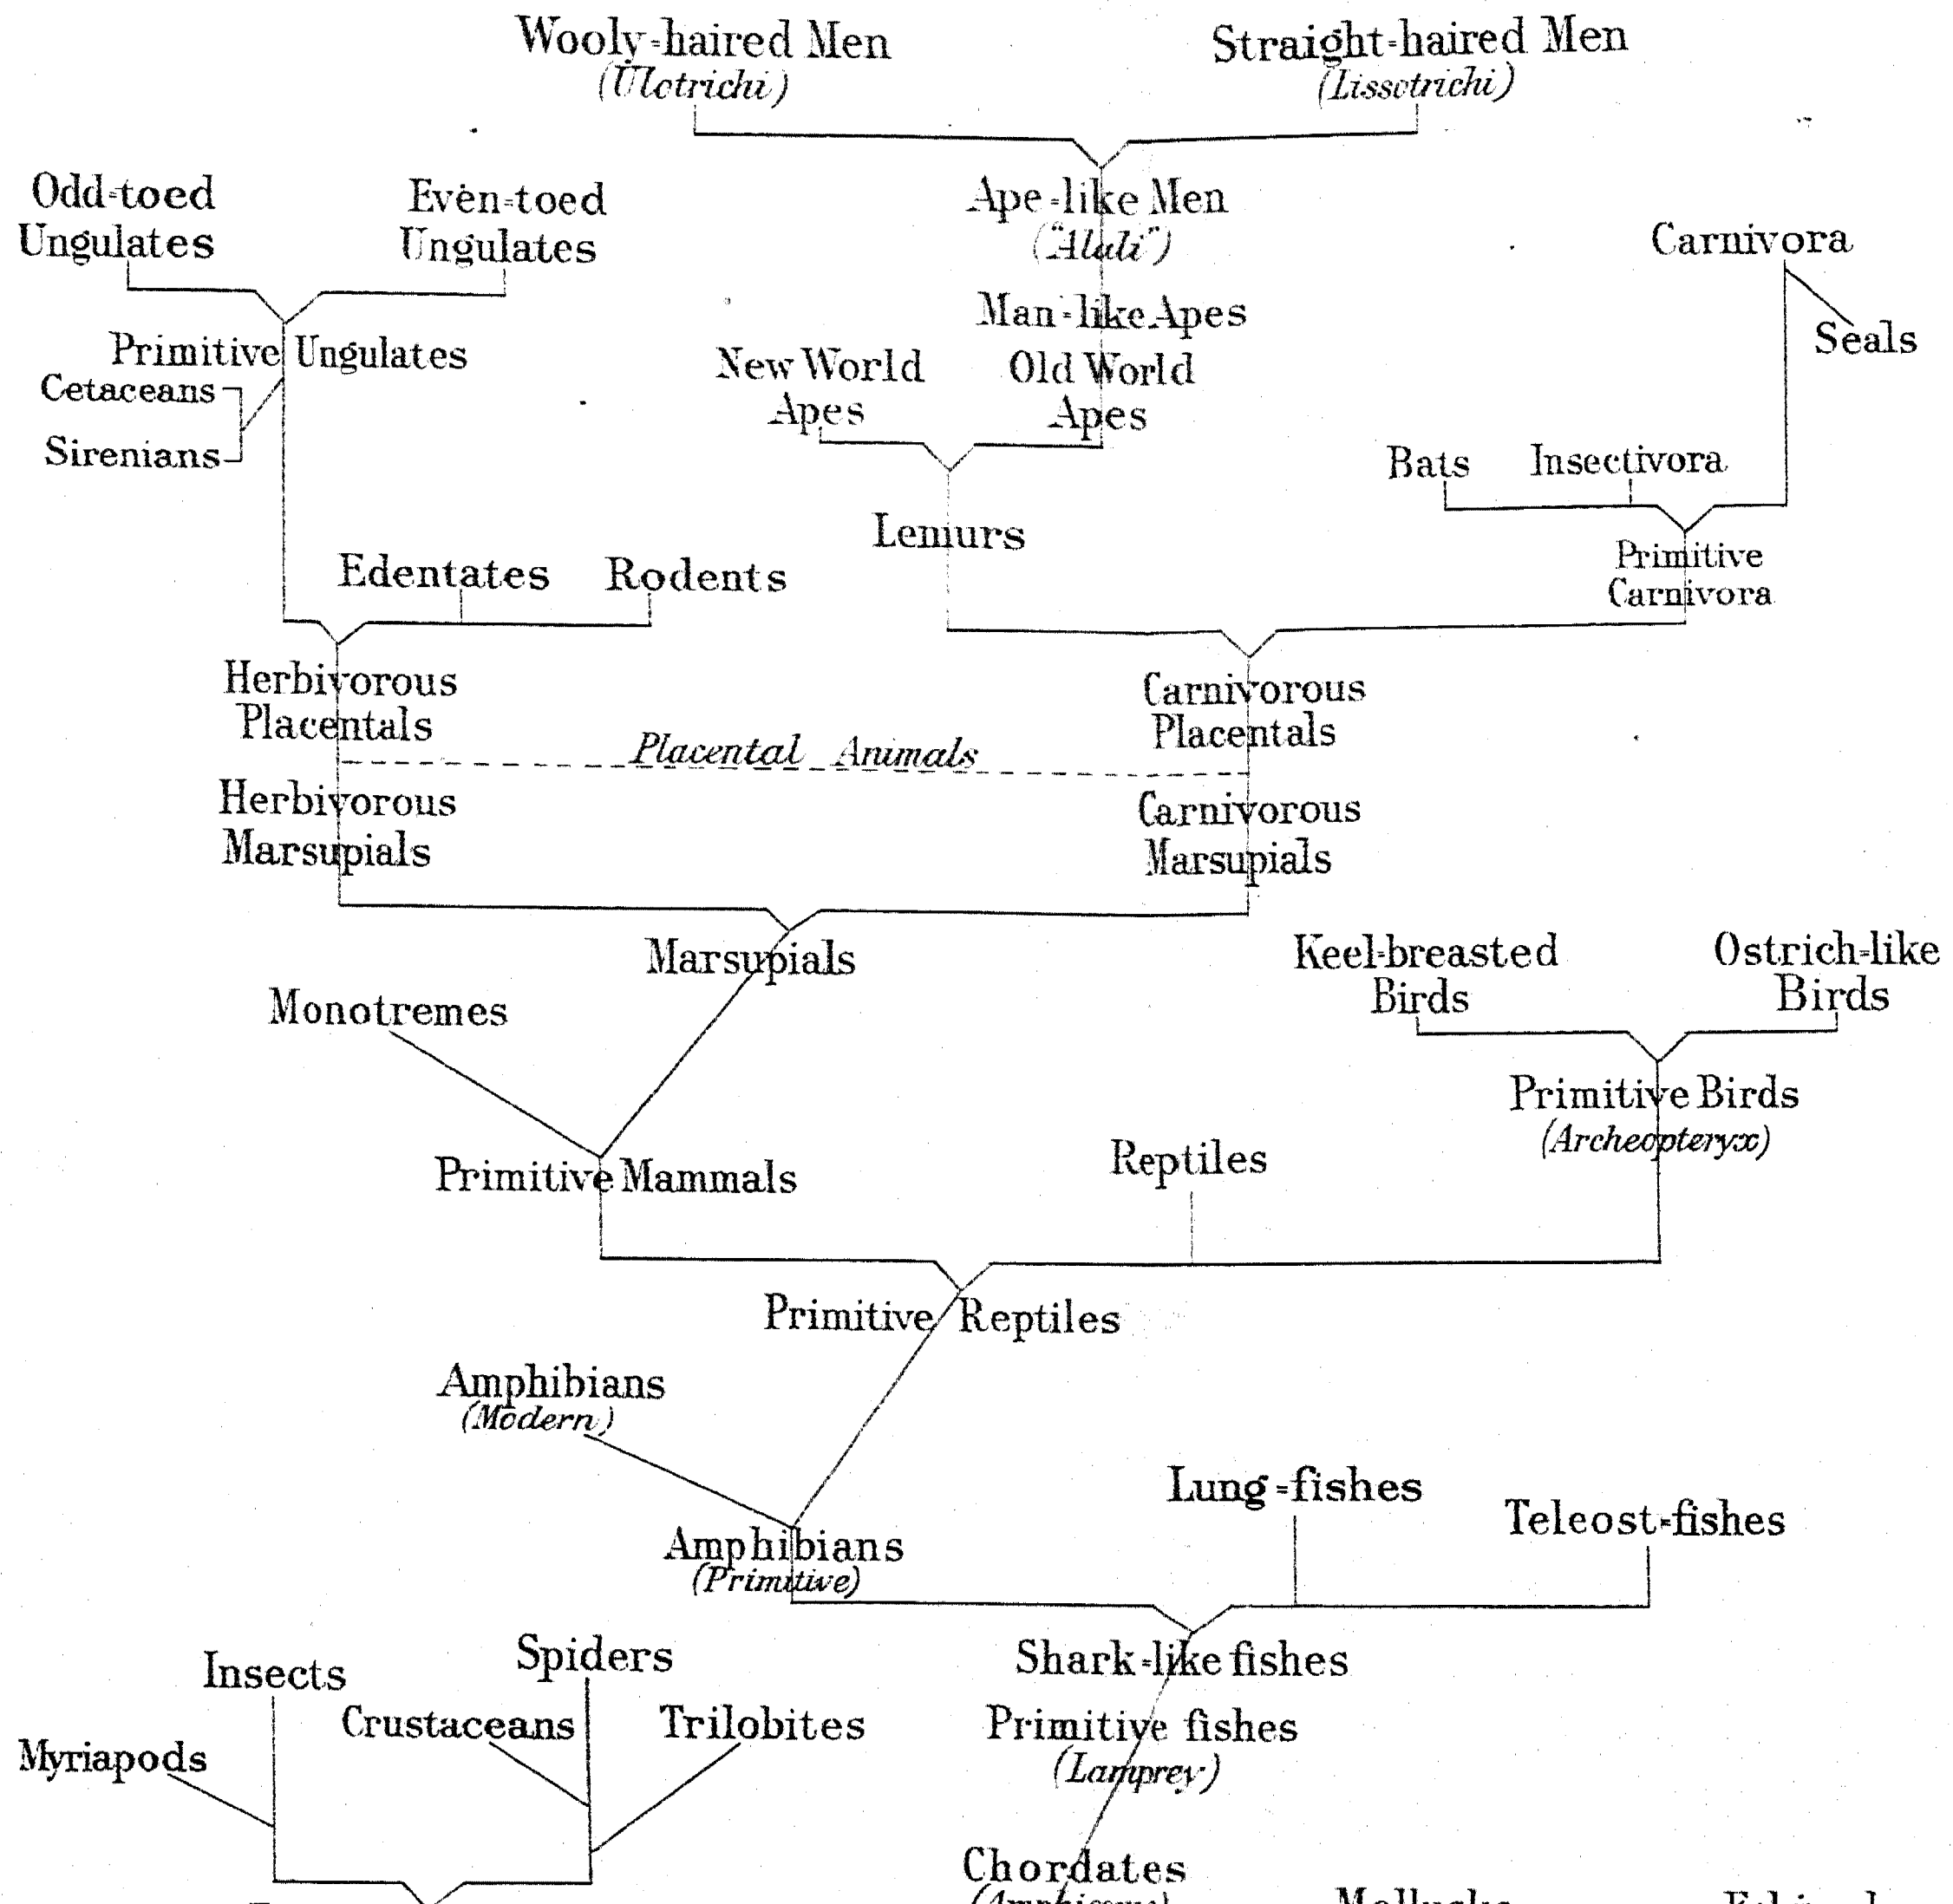 Wooly-haired Men
(Ulotrichi)
Straight-haired Men
(Lissotrichi)
Odd-toed
Ungulates
Even-toed
Ungulates
Ape-like Men
("Alali")
Carnivora
Man-like Apes
Seals
Primitive Ungulates
New World
Apes
Old World
Apes
Cetaceans
Sirenians
Bats
Insectivora
Lemurs
Primitive
Carnivora
Edentates
Rodents
Herbivorous
Placentals
Carnivorous
Placentals
Placental Animals
Herbivorous
Marsupials
Carnivorous
Marsupials
Marsupials
Keel-breasted
Birds
Ostrich-like
Birds
Monotremes
Primitive Birds
(Archeopteryx)
Primitive Mammals
Reptiles
Primitive Reptiles
Amphibians
(Modern)
Lung-fishes
Teleost-fishes
Amphibians
(Primitive)
Shark-like fishes
Insects
Spiders
Crustaceans
Trilobites
Primitive fishes
(Lamprey)
Myriapods
Chordates